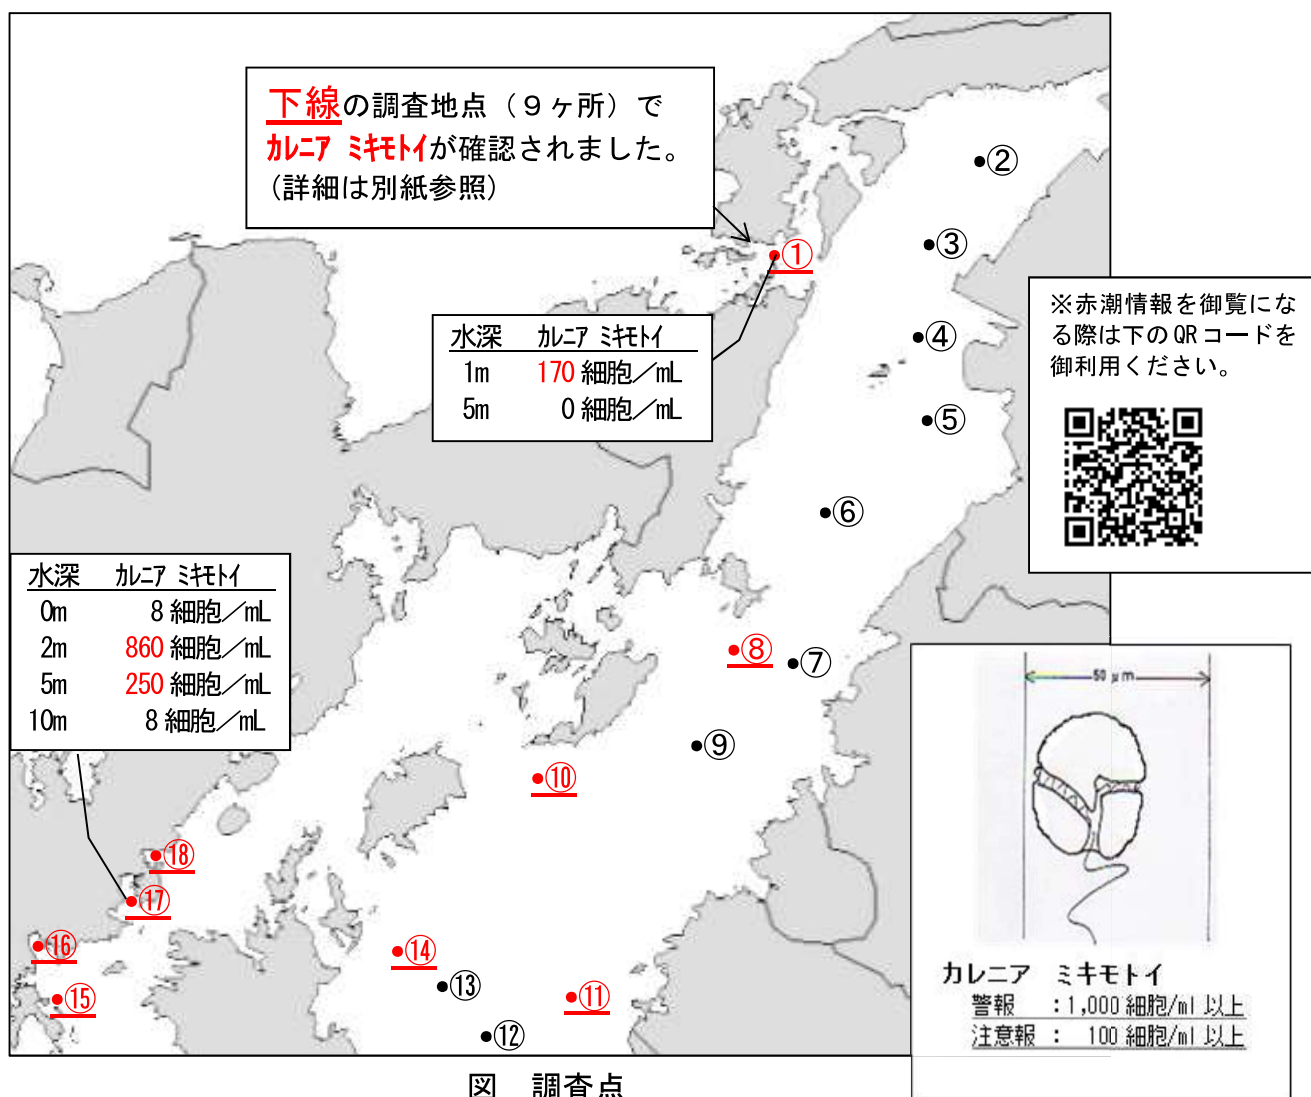 下線の調査地点（９ヶ所）で
ｶﾚﾆｱ ﾐｷﾓﾄｲが確認されました。
（詳細は別紙参照）
②
③
①
④
⑤
⑥
⑧
⑦
⑨
⑩
⑱
⑰
⑯
⑮
⑭
⑬
⑪
⑫
水深 ｶﾚﾆｱ ﾐｷﾓﾄｲ
1m 170 細胞／mL
5m 0 細胞／mL
※赤潮情報を御覧にな
る際は下の QR コードを
御利用ください。
水深 ｶﾚﾆｱ ﾐｷﾓﾄｲ
0m 8 細胞／mL
2m 860 細胞／mL
5m 250 細胞／mL
10m 8 細胞／mL
50 μm
カレニア ミキモトイ
警報 ：1,000 細胞/ml 以上
注意報 ： 100 細胞/ml 以上
図 調査点